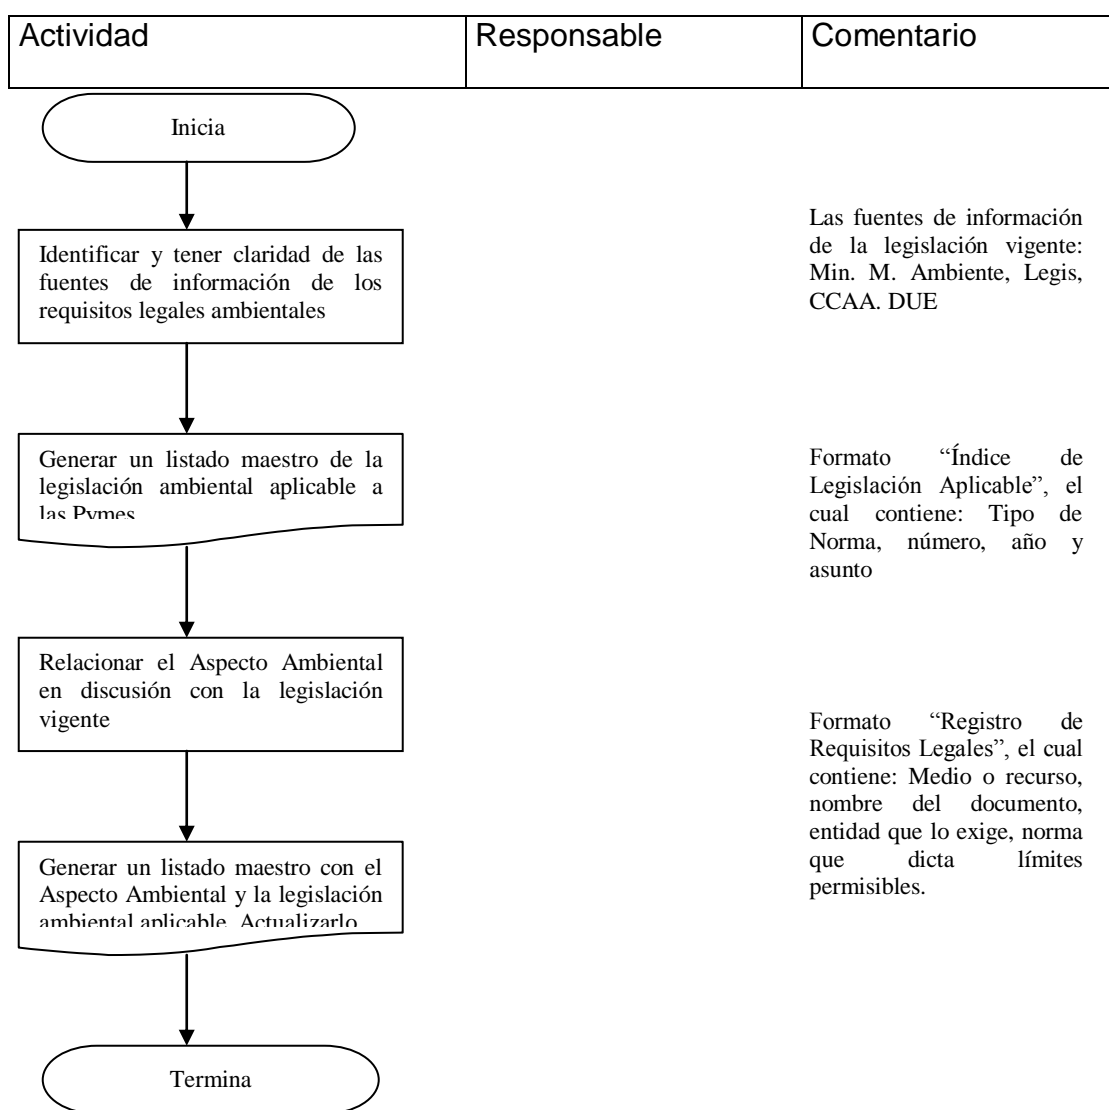 Actividad
Responsable
Comentario
Inicia
Las fuentes de información
de la legislación vigente:
Min. M. Ambiente, Legis,
CCAA. DUE
Identificar y tener claridad de las
fuentes de información de los
requisitos legales ambientales
Generar un listado maestro de la
legislación ambiental aplicable a
las Pymes
Formato “Índice de
Legislación Aplicable”, el
cual contiene: Tipo de
Norma, número, año y
asunto
Relacionar el Aspecto Ambiental
en discusión con la legislación
vigente
Formato “Registro de
Requisitos Legales”, el cual
contiene: Medio o recurso,
nombre del documento,
entidad que lo exige, norma
que dicta límites
permisibles.
Generar un listado maestro con el
Aspecto Ambiental y la legislación
ambiental aplicable. Actualizarlo
Termina